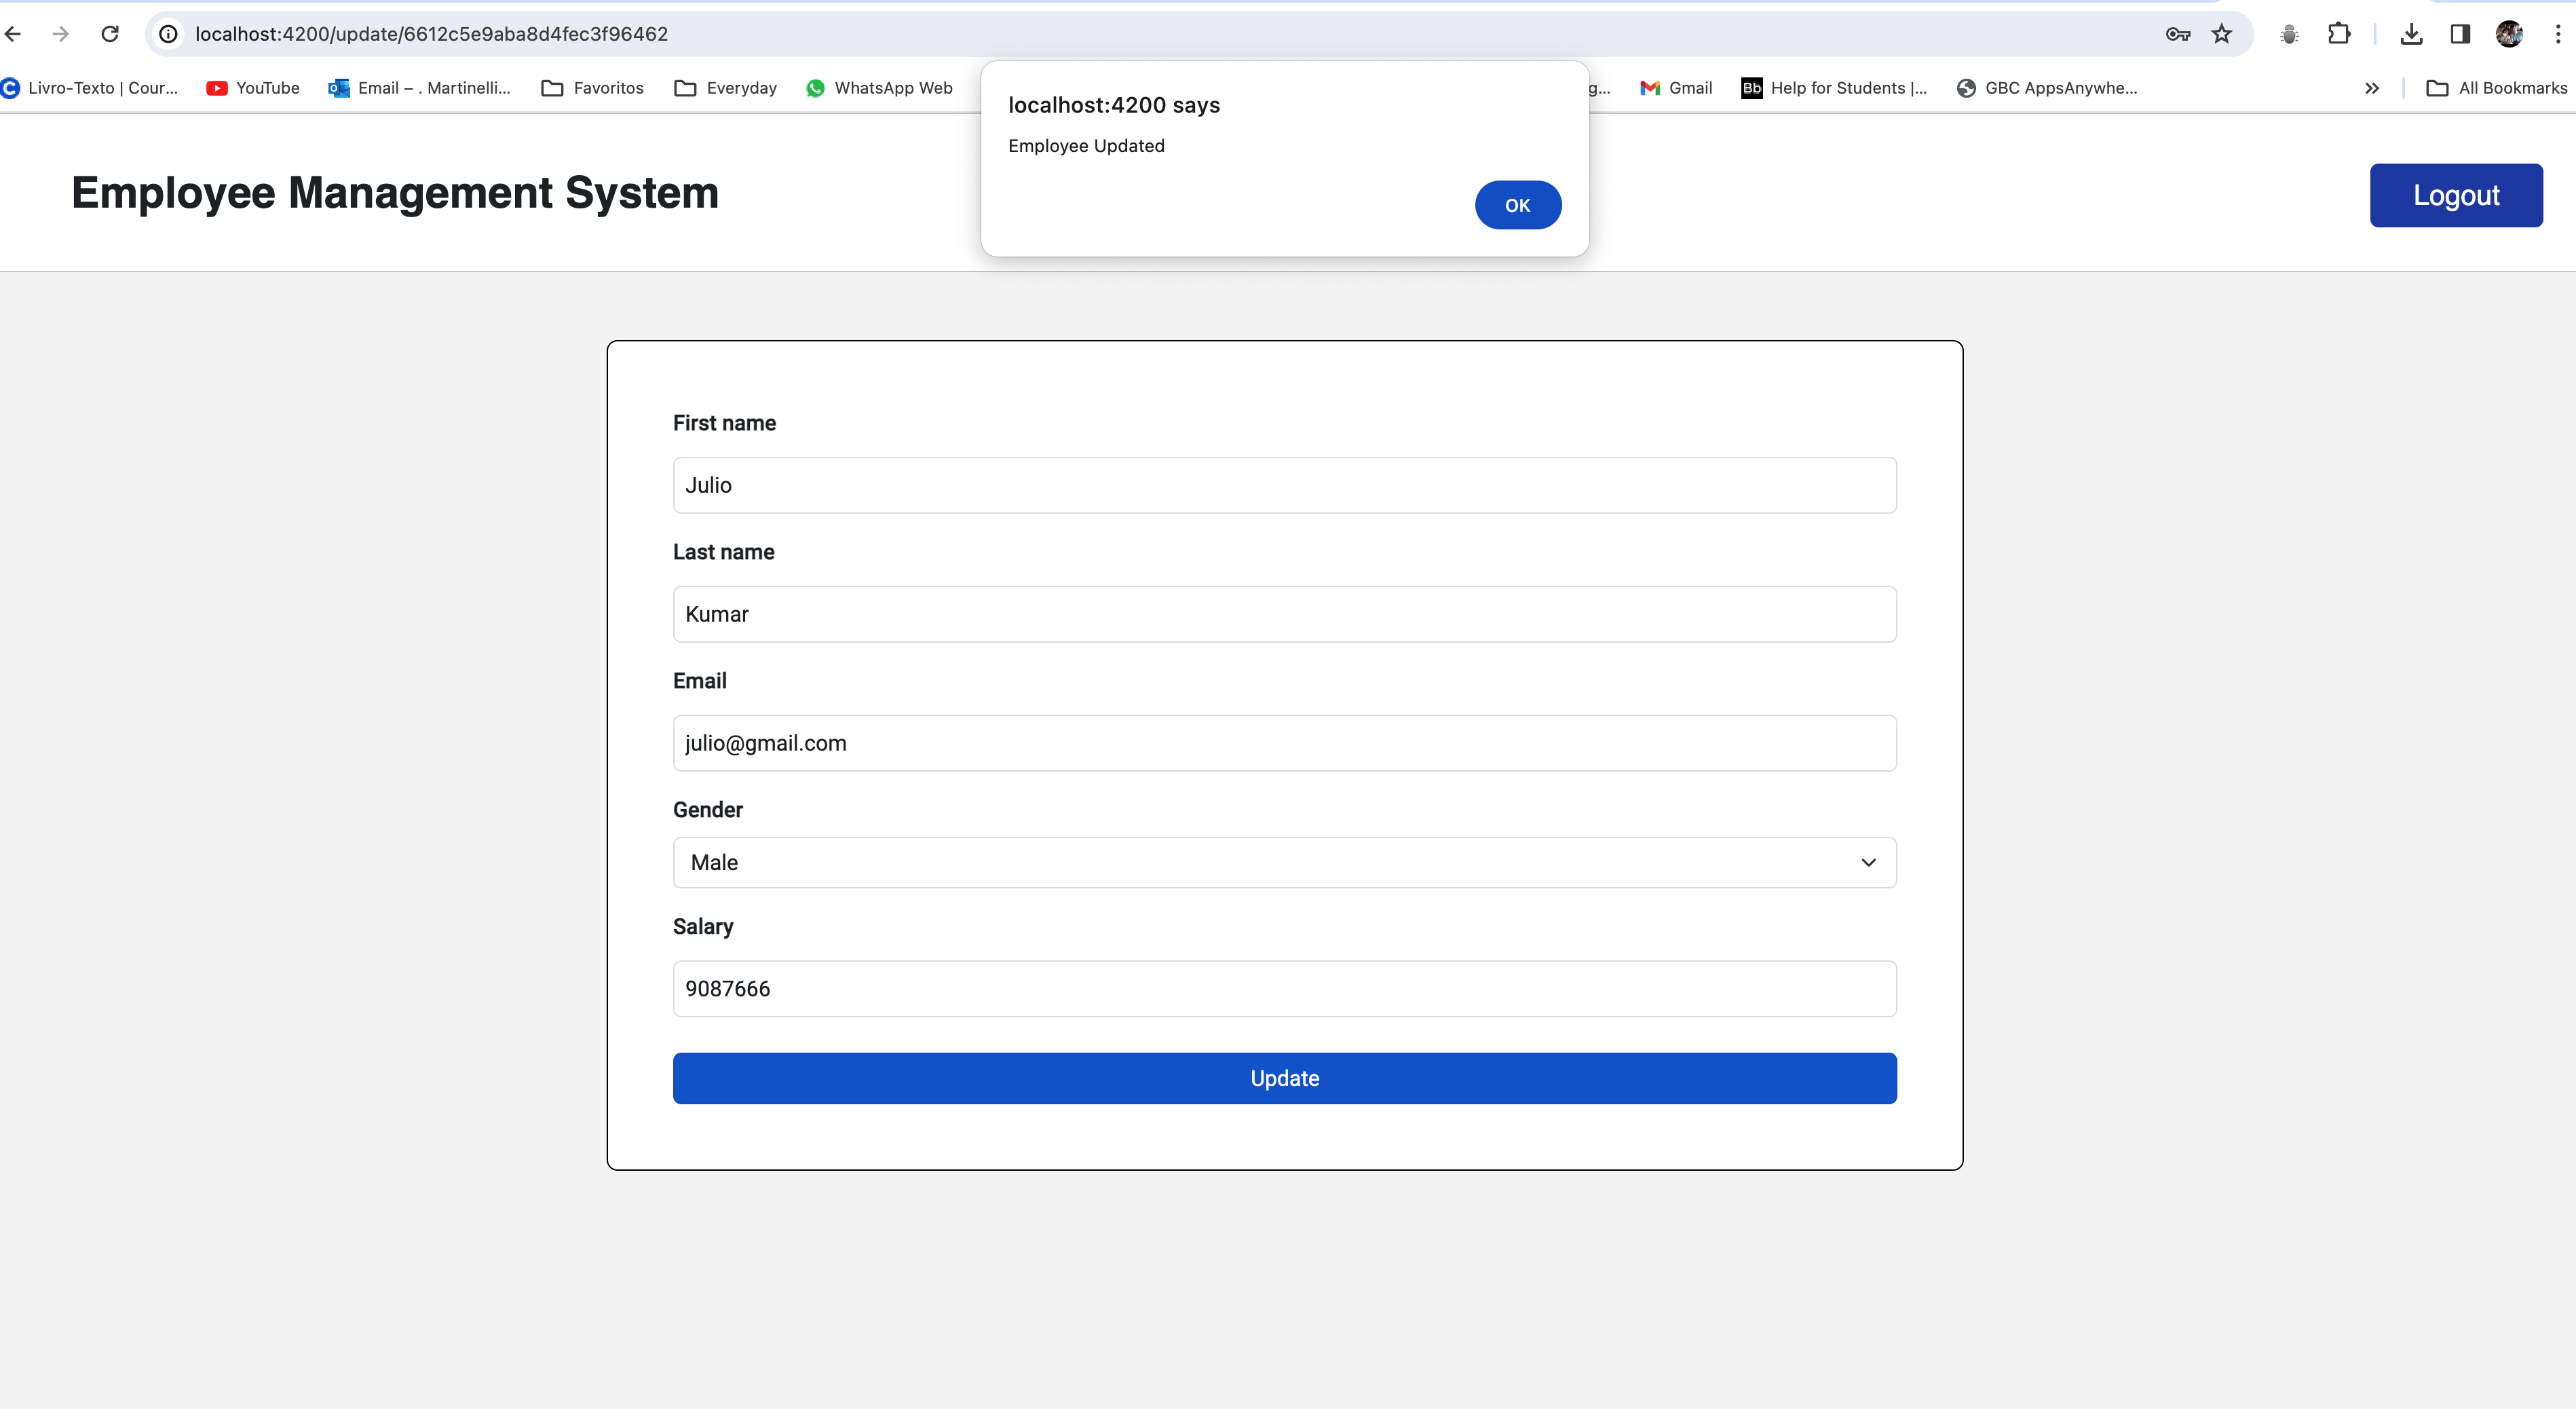 localhost:4200/update/6612c5e9aba8d4fec3f96462
Livro-Texto | Cour...
YouTube
Email – . Martinelli...
Favoritos
Everyday
WhatsApp Web
g...
Gmail
Bb
Help for Students |...
GBC AppsAnywhe...
All Bookmarks
localhost:4200 says
Employee Updated
OK
Employee Management System
Logout
First name
Julio
Last name
Kumar
Email
julio@gmail.com
Gender
Male
Salary
9087666
Update